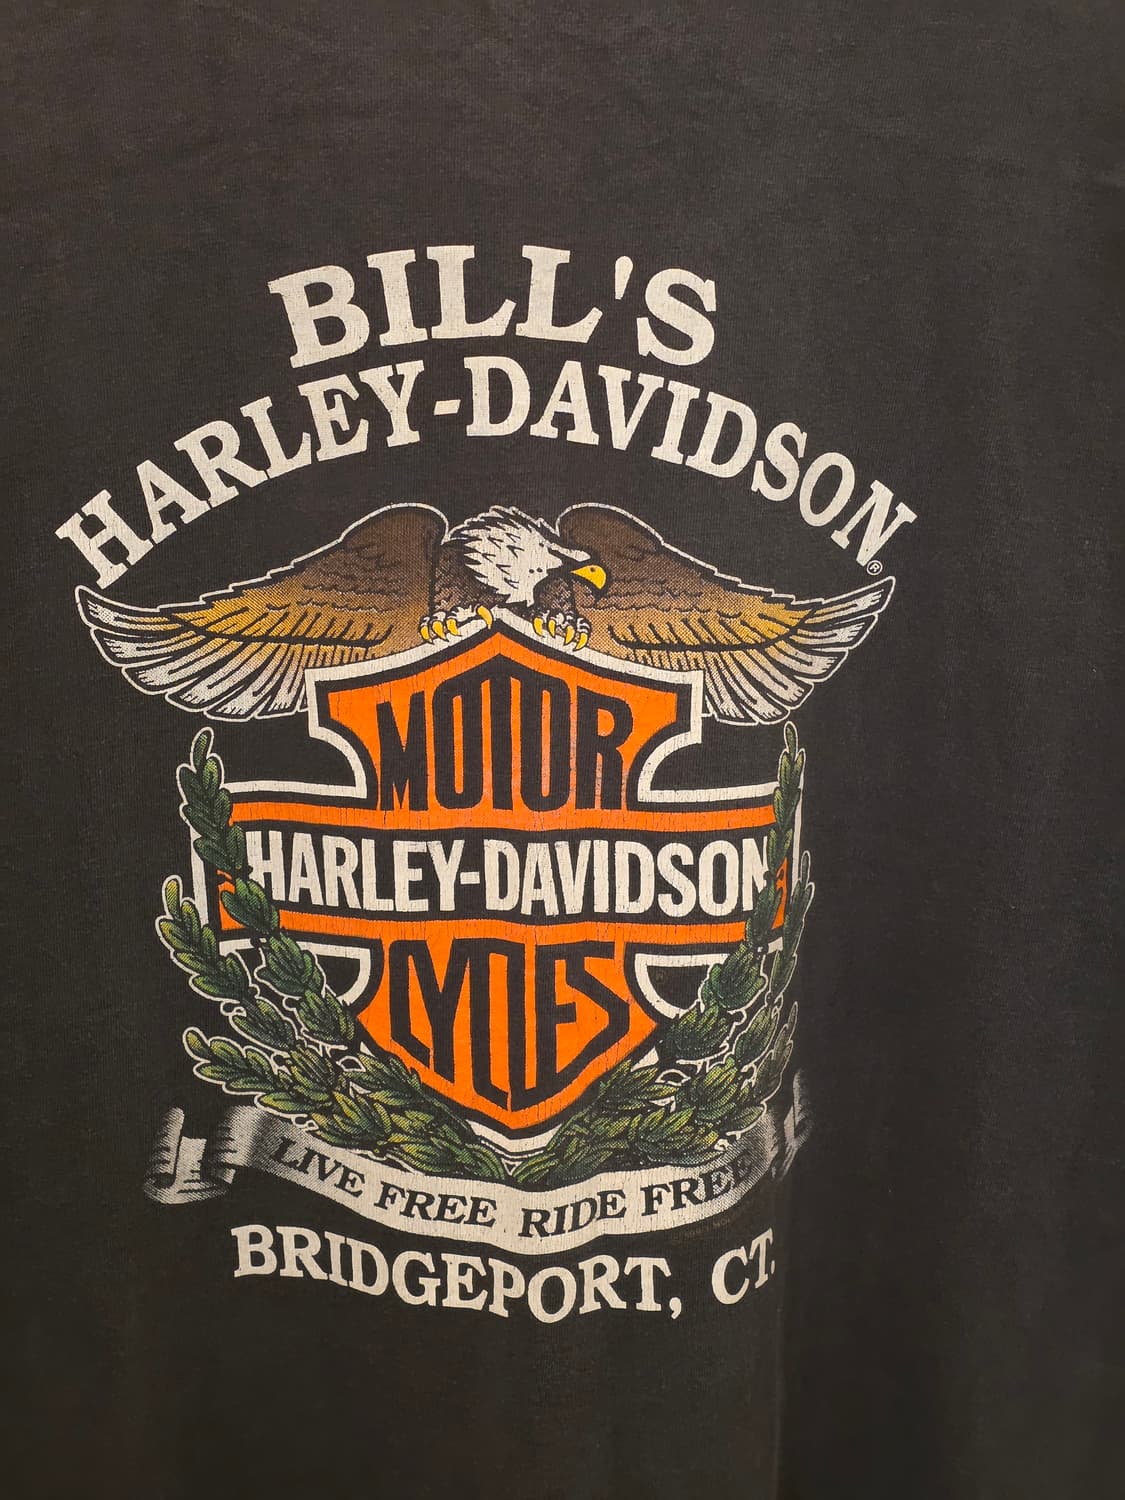 BILL'S
HARLEY-DAVIDSON®
MOTOR
HARLEY-DAVIDSON
CYCLES
LIVE FREE RIDE FREE
BRIDGEPORT, CT.